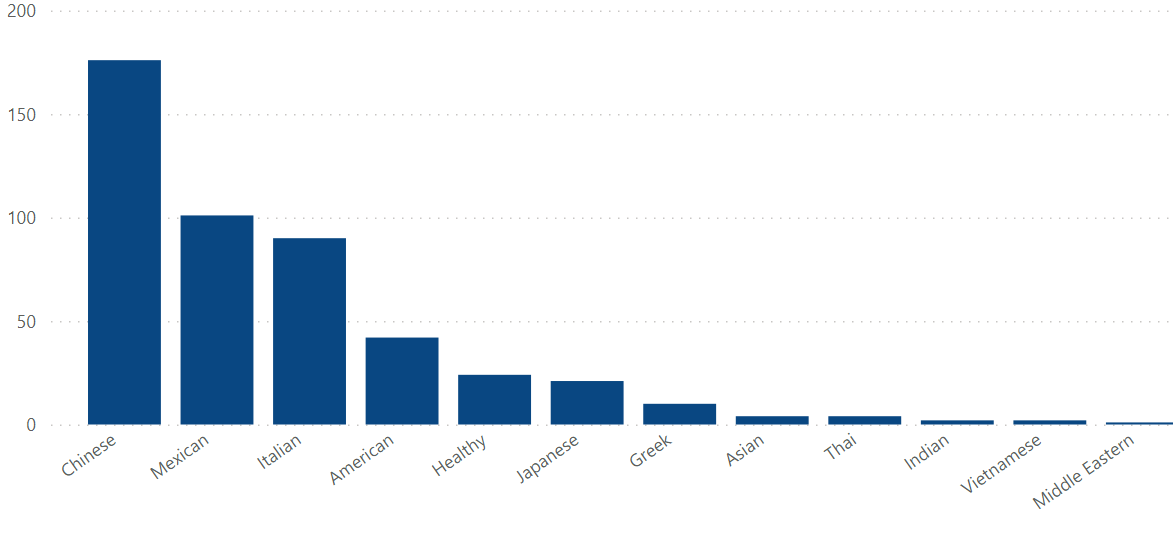 200
150
100
50
0
Chinese
Mexican
Italian
American
Healthy
Japanese
Greek
Asian
Thai
Indian
Vietnamese
Middle Eastern